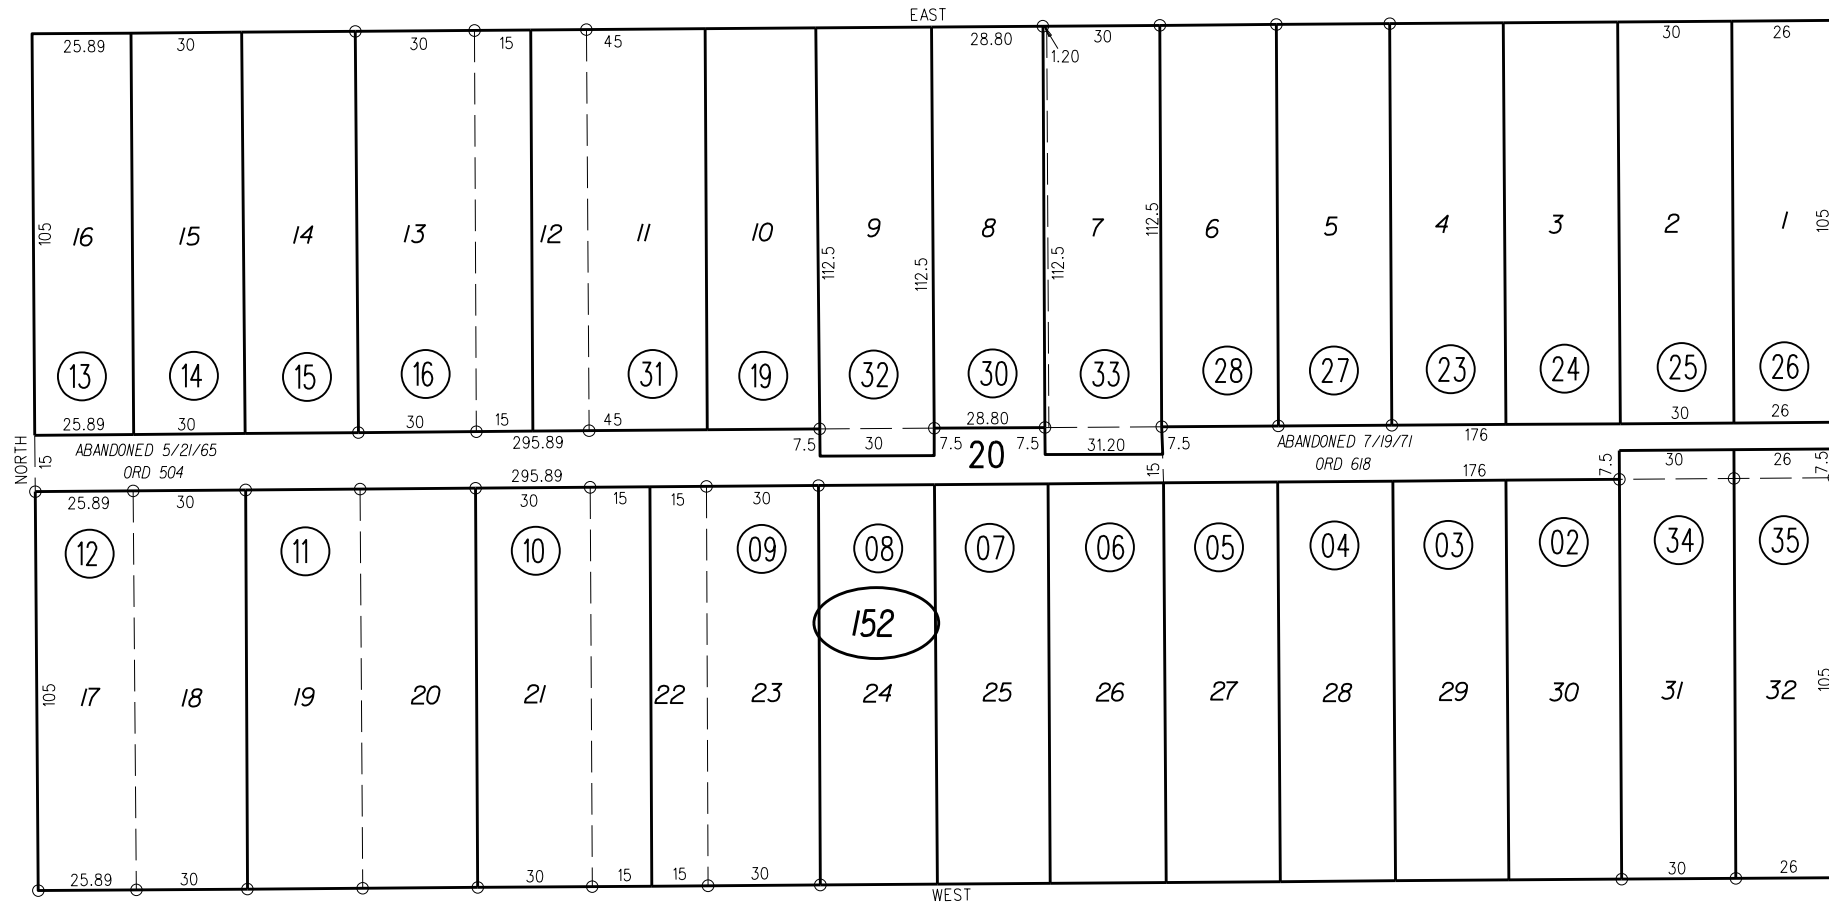 EAST
25.89 30 30 15 45 28.80 30 30 26
1.20
105 112.5 112.5 112.5 112.5 105
16 15 14 13 12 11 10 9 8 7 6 5 4 3 2 1
13 14 15 16 31 19 32 30 33 28 27 23 24 25 26
25.89 30 30 15 45 28.80 30 26
NORTH
ABANDONED 5/21/65 295.89 7.5 30 7.5 7.5 31.20 7.5 ABANDONED 7/19/71 176
20
15 ORD 504 15 ORD 618 7.5 30 26 7.5
295.89 176
25.89 30 30 15 15 30
12 11 10 09 08 07 06 05 04 03 02 34 35
152
105 105
17 18 19 20 21 22 23 24 25 26 27 28 29 30 31 32
25.89 30 30 15 15 30 30 26
WEST